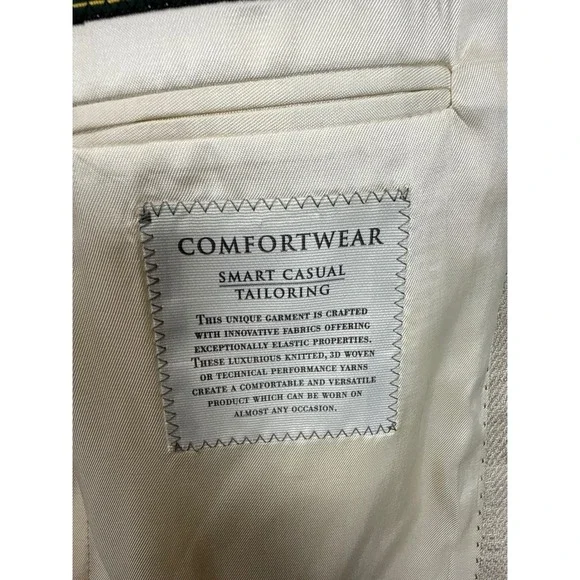 COMFORTWEAR
SMART CASUAL
TAILORING
THIS UNIQUE GARMENT IS CRAFTED
WITH INNOVATIVE FABRICS OFFERING
EXCEPTIONALLY ELASTIC PROPERTIES.
THESE LUXURIOUS KNITTED, 3D WOVEN
OR TECHNICAL PERFORMANCE YARNS
CREATE A COMFORTABLE AND VERSATILE
PRODUCT WHICH CAN BE WORN ON
ALMOST ANY OCCASION.